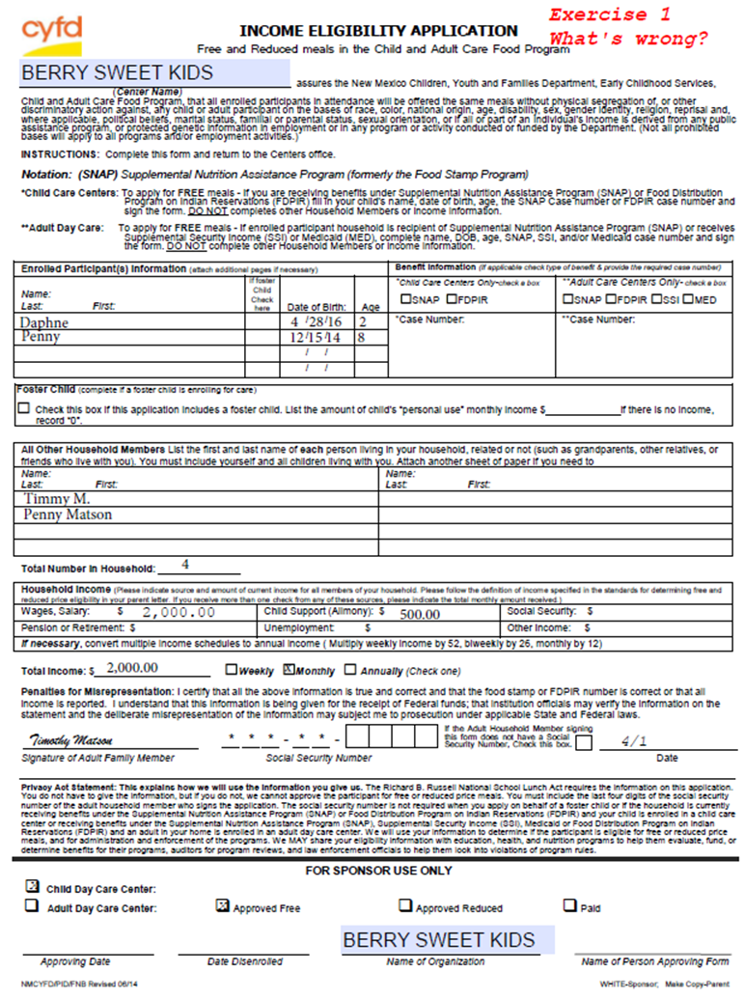 cyfd
INCOME ELIGIBILITY APPLICATION
Exercise 1
What's wrong?
Free and Reduced meals in the Child and Adult Care Food Program
BERRY SWEET KIDS
assures the New Mexico Children, Youth and Families Department, Early Childhood Services,
(Center Name)
Child and Adult Care Food Program, that all enrolled participants in attendance will be offered the same meals without physical segregation of, or other
discriminatory action against, any child or adult participant on the bases of race, color, national origin, age, disability, sex, gender identity, religion, reprisal and,
where applicable, political beliefs, marital status, familial or parental status, sexual orientation, or if all or part of an individual's income is derived from any public
assistance program, or protected genetic information in employment or in any program or activity conducted or funded by the Department. (Not all prohibited
bases will apply to all programs and/or employment activities.)
INSTRUCTIONS: Complete this form and return to the Centers office.
Notation: (SNAP) Supplemental Nutrition Assistance Program (formerly the Food Stamp Program)
*Child Care Centers: To apply for FREE meals - If you are receiving benefits under Supplemental Nutrition Assistance Program (SNAP) or Food Distribution
Program on Indian Reservations (FDPIR) fill in your child's name, date of birth, age, the SNAP Case number or FDPIR case number and
sign the form. DO NOT completes other Household Members or Income Information.
**Adult Day Care: To apply for FREE meals - If enrolled participant household is recipient of Supplemental Nutrition Assistance Program (SNAP) or receives
Supplemental Security Income (SSI) or Medicaid (MED), complete name, DOB, age, SNAP, SSI, and/or Medicaid case number and sign
the form. DO NOT complete other Household Members or Income Information.
Enrolled Participant(s) Information (attach additional pages if necessary)
Benefit Information (If applicable check type of benefit & provide the required case number)
Name:
Last: First:
If foster
Child
Check
here
Date of Birth: Age
*Child Care Centers Only-check a box
☐SNAP ☐FDPIR
**Adult Care Centers Only- check a box
☐SNAP ☐FDPIR ☐SSI ☐MED
Daphne 4 /28/16 2
Penny 12/15/14 8
/ /
/ /
*Case Number:
**Case Number:
Foster Child (complete if a foster child is enrolling for care)
☐ Check this box if this application includes a foster child. List the amount of child's "personal use" monthly income $ If there is no income,
record "0".
All Other Household Members List the first and last name of each person living in your household, related or not (such as grandparents, other relatives, or
friends who live with you). You must include yourself and all children living with you. Attach another sheet of paper if you need to
Name: Name:
Last: First: Last: First:
Timmy M.
Penny Matson
Total Number in Household: 4
Household Income (Please indicate source and amount of current income for all members of your household. Please follow the definition of income specified in the standards for determining free and
reduced price eligibility in your parent letter. If you receive more than one check from any of these sources, please indicate the total monthly amount received.)
Wages, Salary: $ 2,000.00 Child Support (Alimony): $ 500.00 Social Security: $
Pension or Retirement: $ Unemployment: $ Other Income: $
If necessary, convert multiple income schedules to annual income ( Multiply weekly income by 52, biweekly by 26, monthly by 12)
Total Income: $ 2,000.00 ☐Weekly ☒Monthly ☐Annually (Check one)
Penalties for Misrepresentation: I certify that all the above information is true and correct and that the food stamp or FDPIR number is correct or that all
income is reported. I understand that this information is being given for the receipt of Federal funds; that institution officials may verify the information on the
statement and the deliberate misrepresentation of the information may subject me to prosecution under applicable State and Federal laws.
Timothy Matson
* * * - * * -
If the Adult Household Member signing
this form does not have a Social
Security Number, Check this box. ☐
4/1
Signature of Adult Family Member Social Security Number Date
Privacy Act Statement: This explains how we will use the information you give us. The Richard B. Russell National School Lunch Act requires the information on this application.
You do not have to give the information, but if you do not, we cannot approve the participant for free or reduced price meals. You must include the last four digits of the social security
number of the adult household member who signs the application. The social security number is not required when you apply on behalf of a foster child or if the household is currently
receiving benefits under the Supplemental Nutrition Assistance Program (SNAP) or Food Distribution Program on Indian Reservations (FDPIR) and your child is enrolled in a child care
center or receiving benefits under the Supplemental Nutrition Assistance Program (SNAP), Supplemental Security Income (SSI), Medicaid or Food Distribution Program on Indian
Reservations (FDPIR) and an adult in your home is enrolled in an adult day care center. We will use your information to determine if the participant is eligible for free or reduced price
meals, and for administration and enforcement of the programs. We MAY share your eligibility information with education, health, and nutrition programs to help them evaluate, fund, or
determine benefits for their programs, auditors for program reviews, and law enforcement officials to help them look into violations of program rules.
FOR SPONSOR USE ONLY
☒ Child Day Care Center:
☐ Adult Day Care Center: ☒ Approved Free ☐ Approved Reduced ☐ Paid
BERRY SWEET KIDS
Approving Date Date Disenrolled Name of Organization Name of Person Approving Form
NMCYFD/PID/FNB Revised 06/14 WHITE-Sponsor; Make Copy-Parent